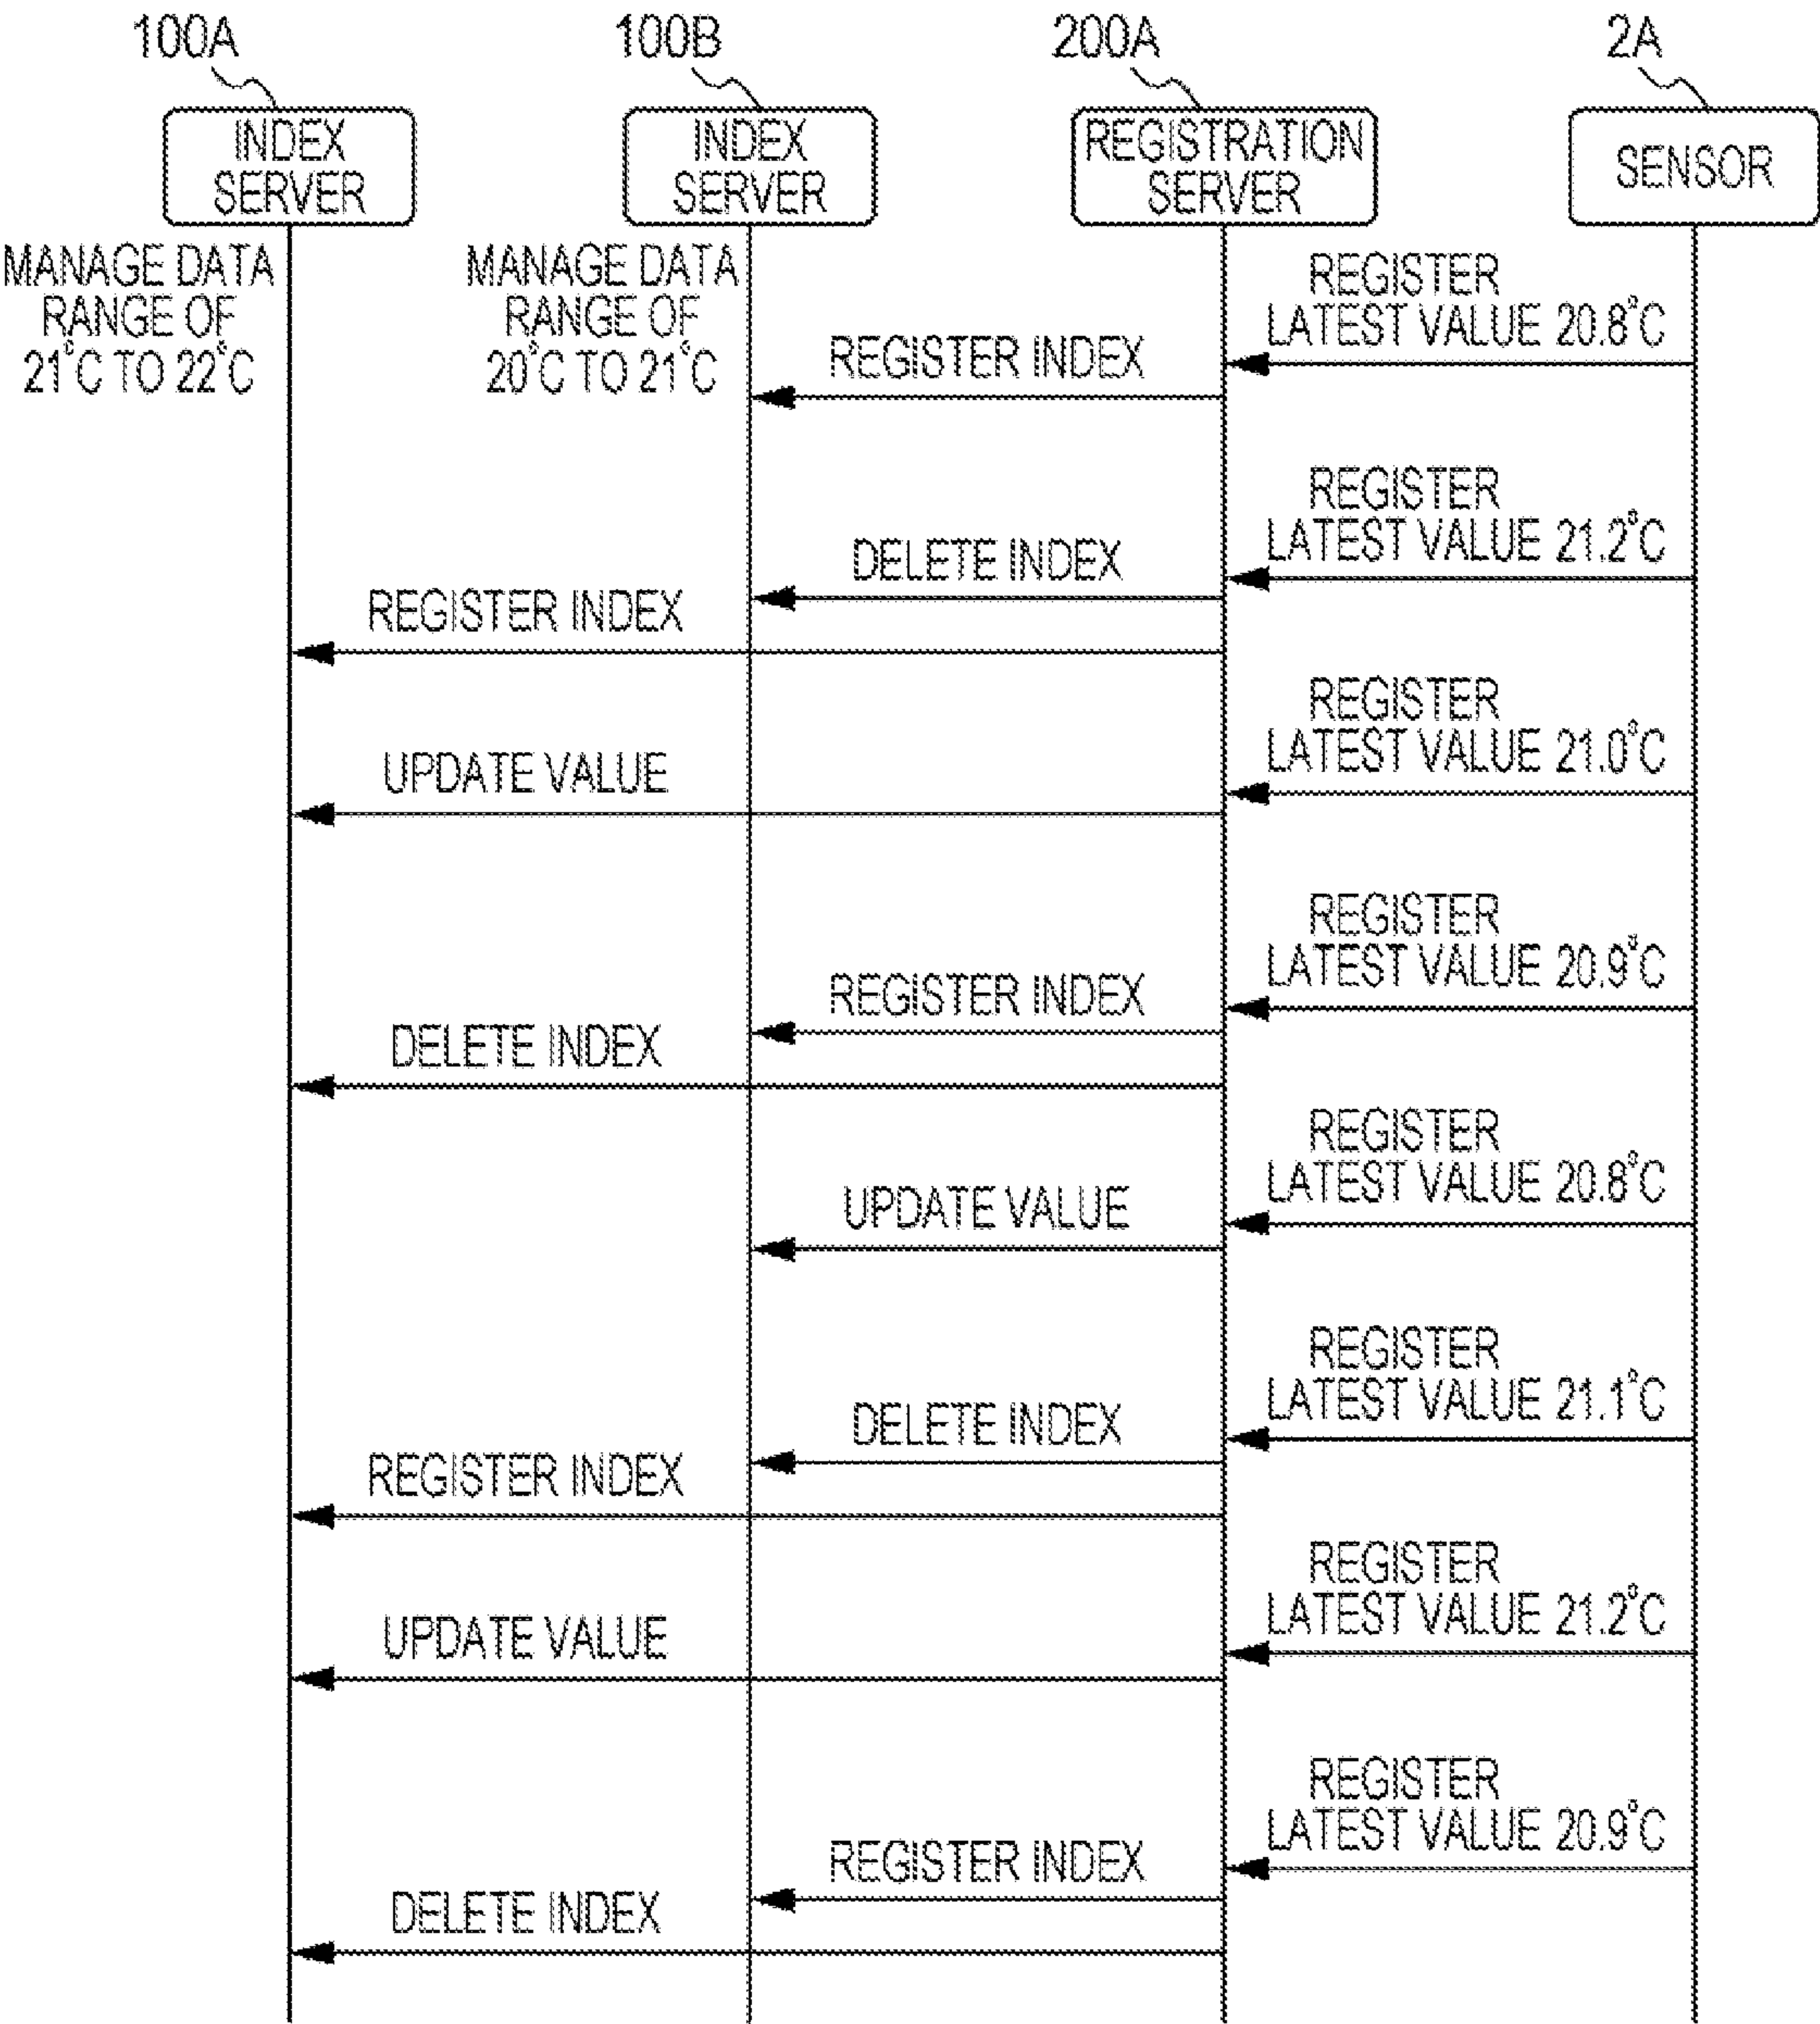 100A
100B
200A
2A
INDEX
SERVER
INDEX
SERVER
REGISTRATION
SERVER
SENSOR
MANAGE DATA
RANGE OF
21°C TO 22°C
MANAGE DATA
RANGE OF
20°C TO 21°C
REGISTER
LATEST VALUE 20.8°C
REGISTER INDEX
REGISTER
LATEST VALUE 21.2°C
DELETE INDEX
REGISTER INDEX
REGISTER
LATEST VALUE 21.0°C
UPDATE VALUE
REGISTER
LATEST VALUE 20.9°C
REGISTER INDEX
DELETE INDEX
REGISTER
LATEST VALUE 20.8°C
UPDATE VALUE
REGISTER
LATEST VALUE 21.1°C
DELETE INDEX
REGISTER INDEX
REGISTER
LATEST VALUE 21.2°C
UPDATE VALUE
REGISTER
LATEST VALUE 20.9°C
REGISTER INDEX
DELETE INDEX